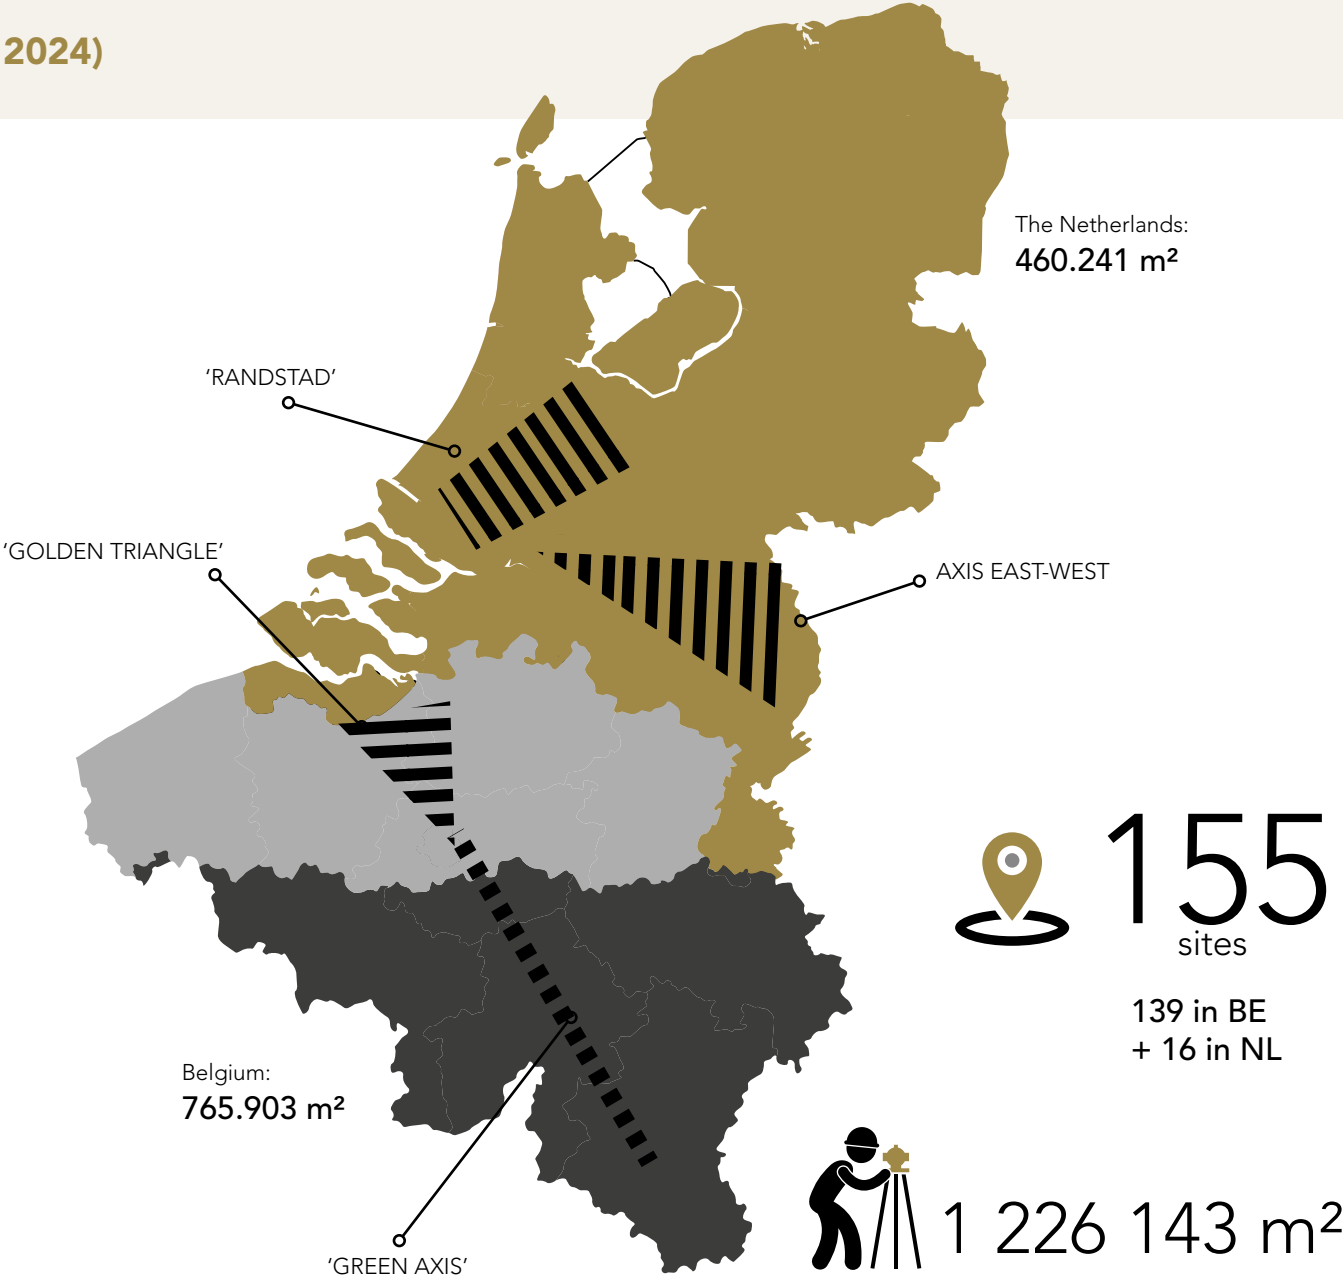 2024)
The Netherlands:
460.241 m²
‘RANDSTAD’
‘GOLDEN TRIANGLE’
AXIS EAST-WEST
155
sites
139 in BE
+ 16 in NL
Belgium:
765.903 m²
1 226 143 m²
‘GREEN AXIS’